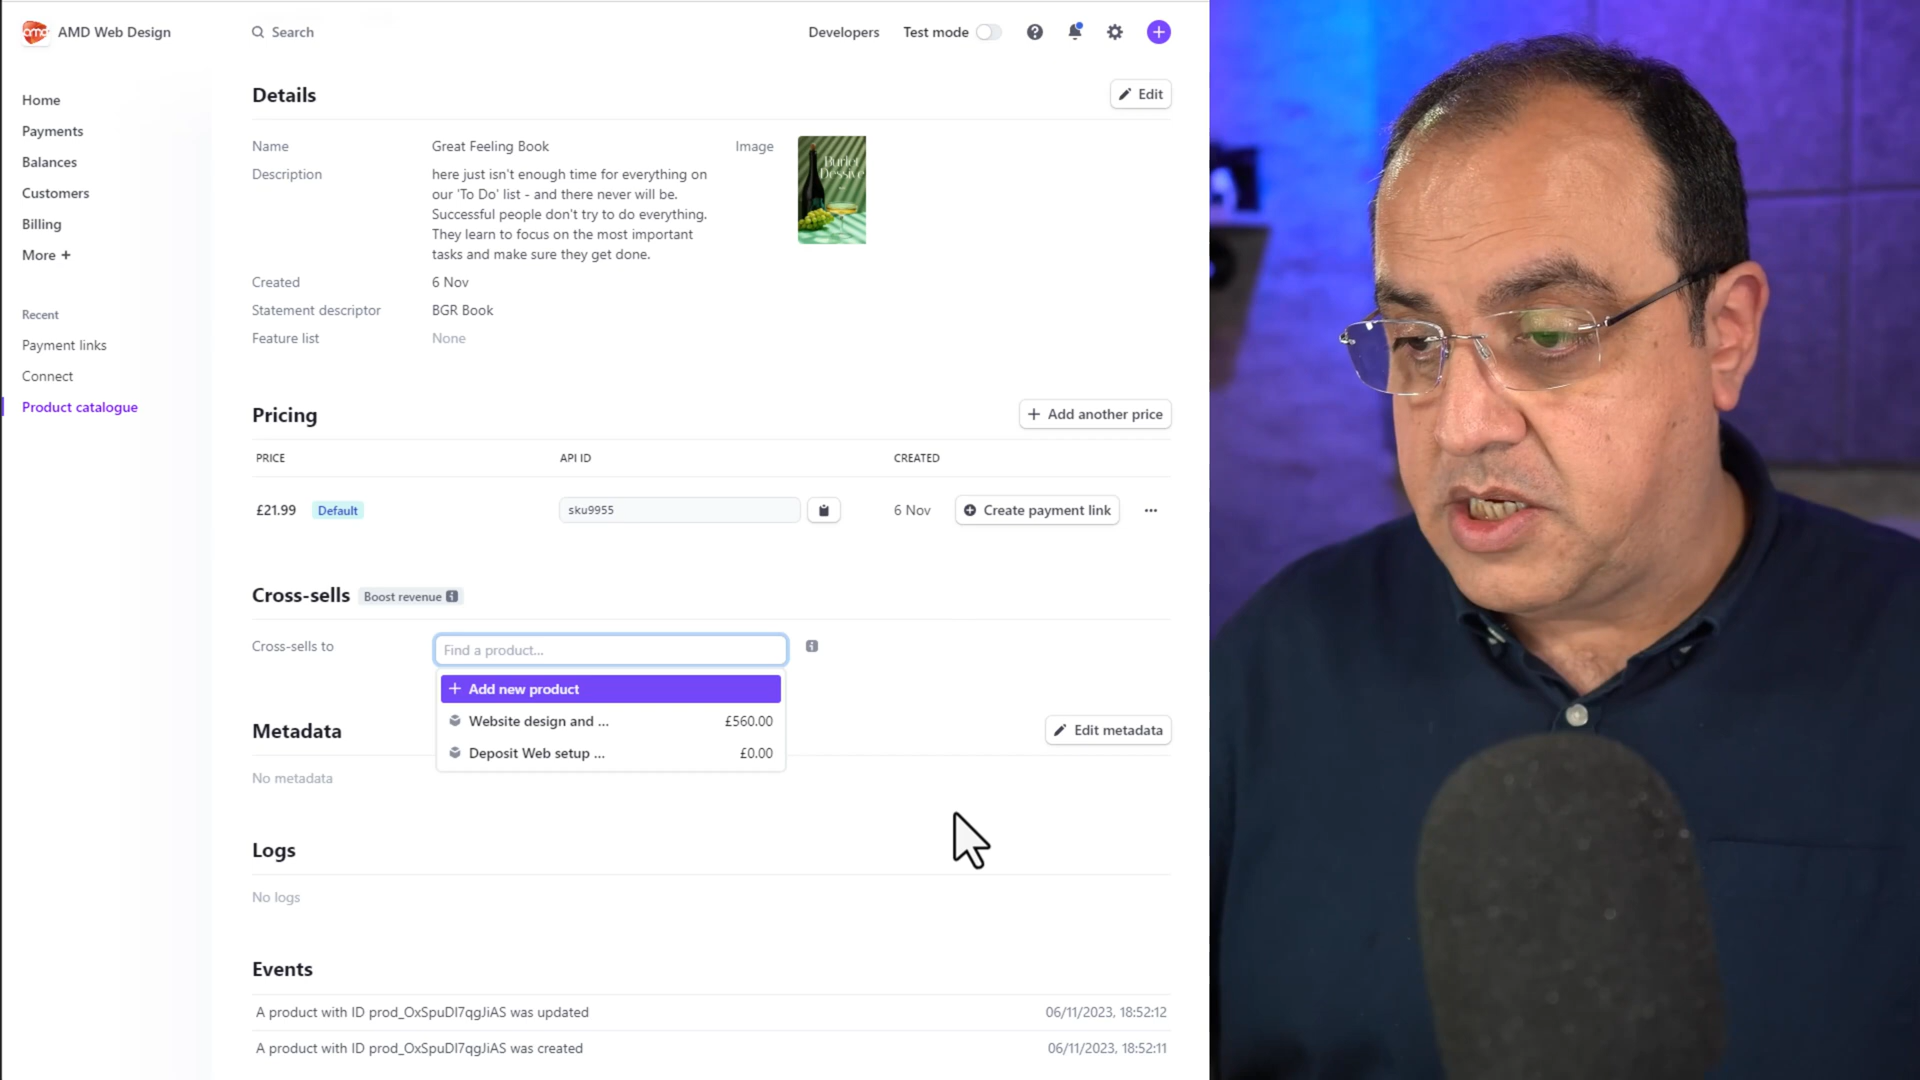 amd AMD Web Design
Search
Developers
Test mode
Home
Payments
Balances
Customers
Billing
More +
Recent
Payment links
Connect
Product catalogue
Details
Edit
Name
Great Feeling Book
Image
Burlet
Dessive
Description
here just isn't enough time for everything on
our 'To Do' list - and there never will be.
Successful people don't try to do everything.
They learn to focus on the most important
tasks and make sure they get done.
Created
6 Nov
Statement descriptor
BGR Book
Feature list
None
Pricing
+ Add another price
PRICE API ID CREATED
£21.99 Default sku9955 6 Nov Create payment link ...
Cross-sells Boost revenue
Cross-sells to
Find a product...
+ Add new product
Website design and ... £560.00
Deposit Web setup ... £0.00
Metadata
Edit metadata
No metadata
Logs
No logs
Events
A product with ID prod_OxSpuDl7qgJiAS was updated 06/11/2023, 18:52:12
A product with ID prod_OxSpuDl7qgJiAS was created 06/11/2023, 18:52:11